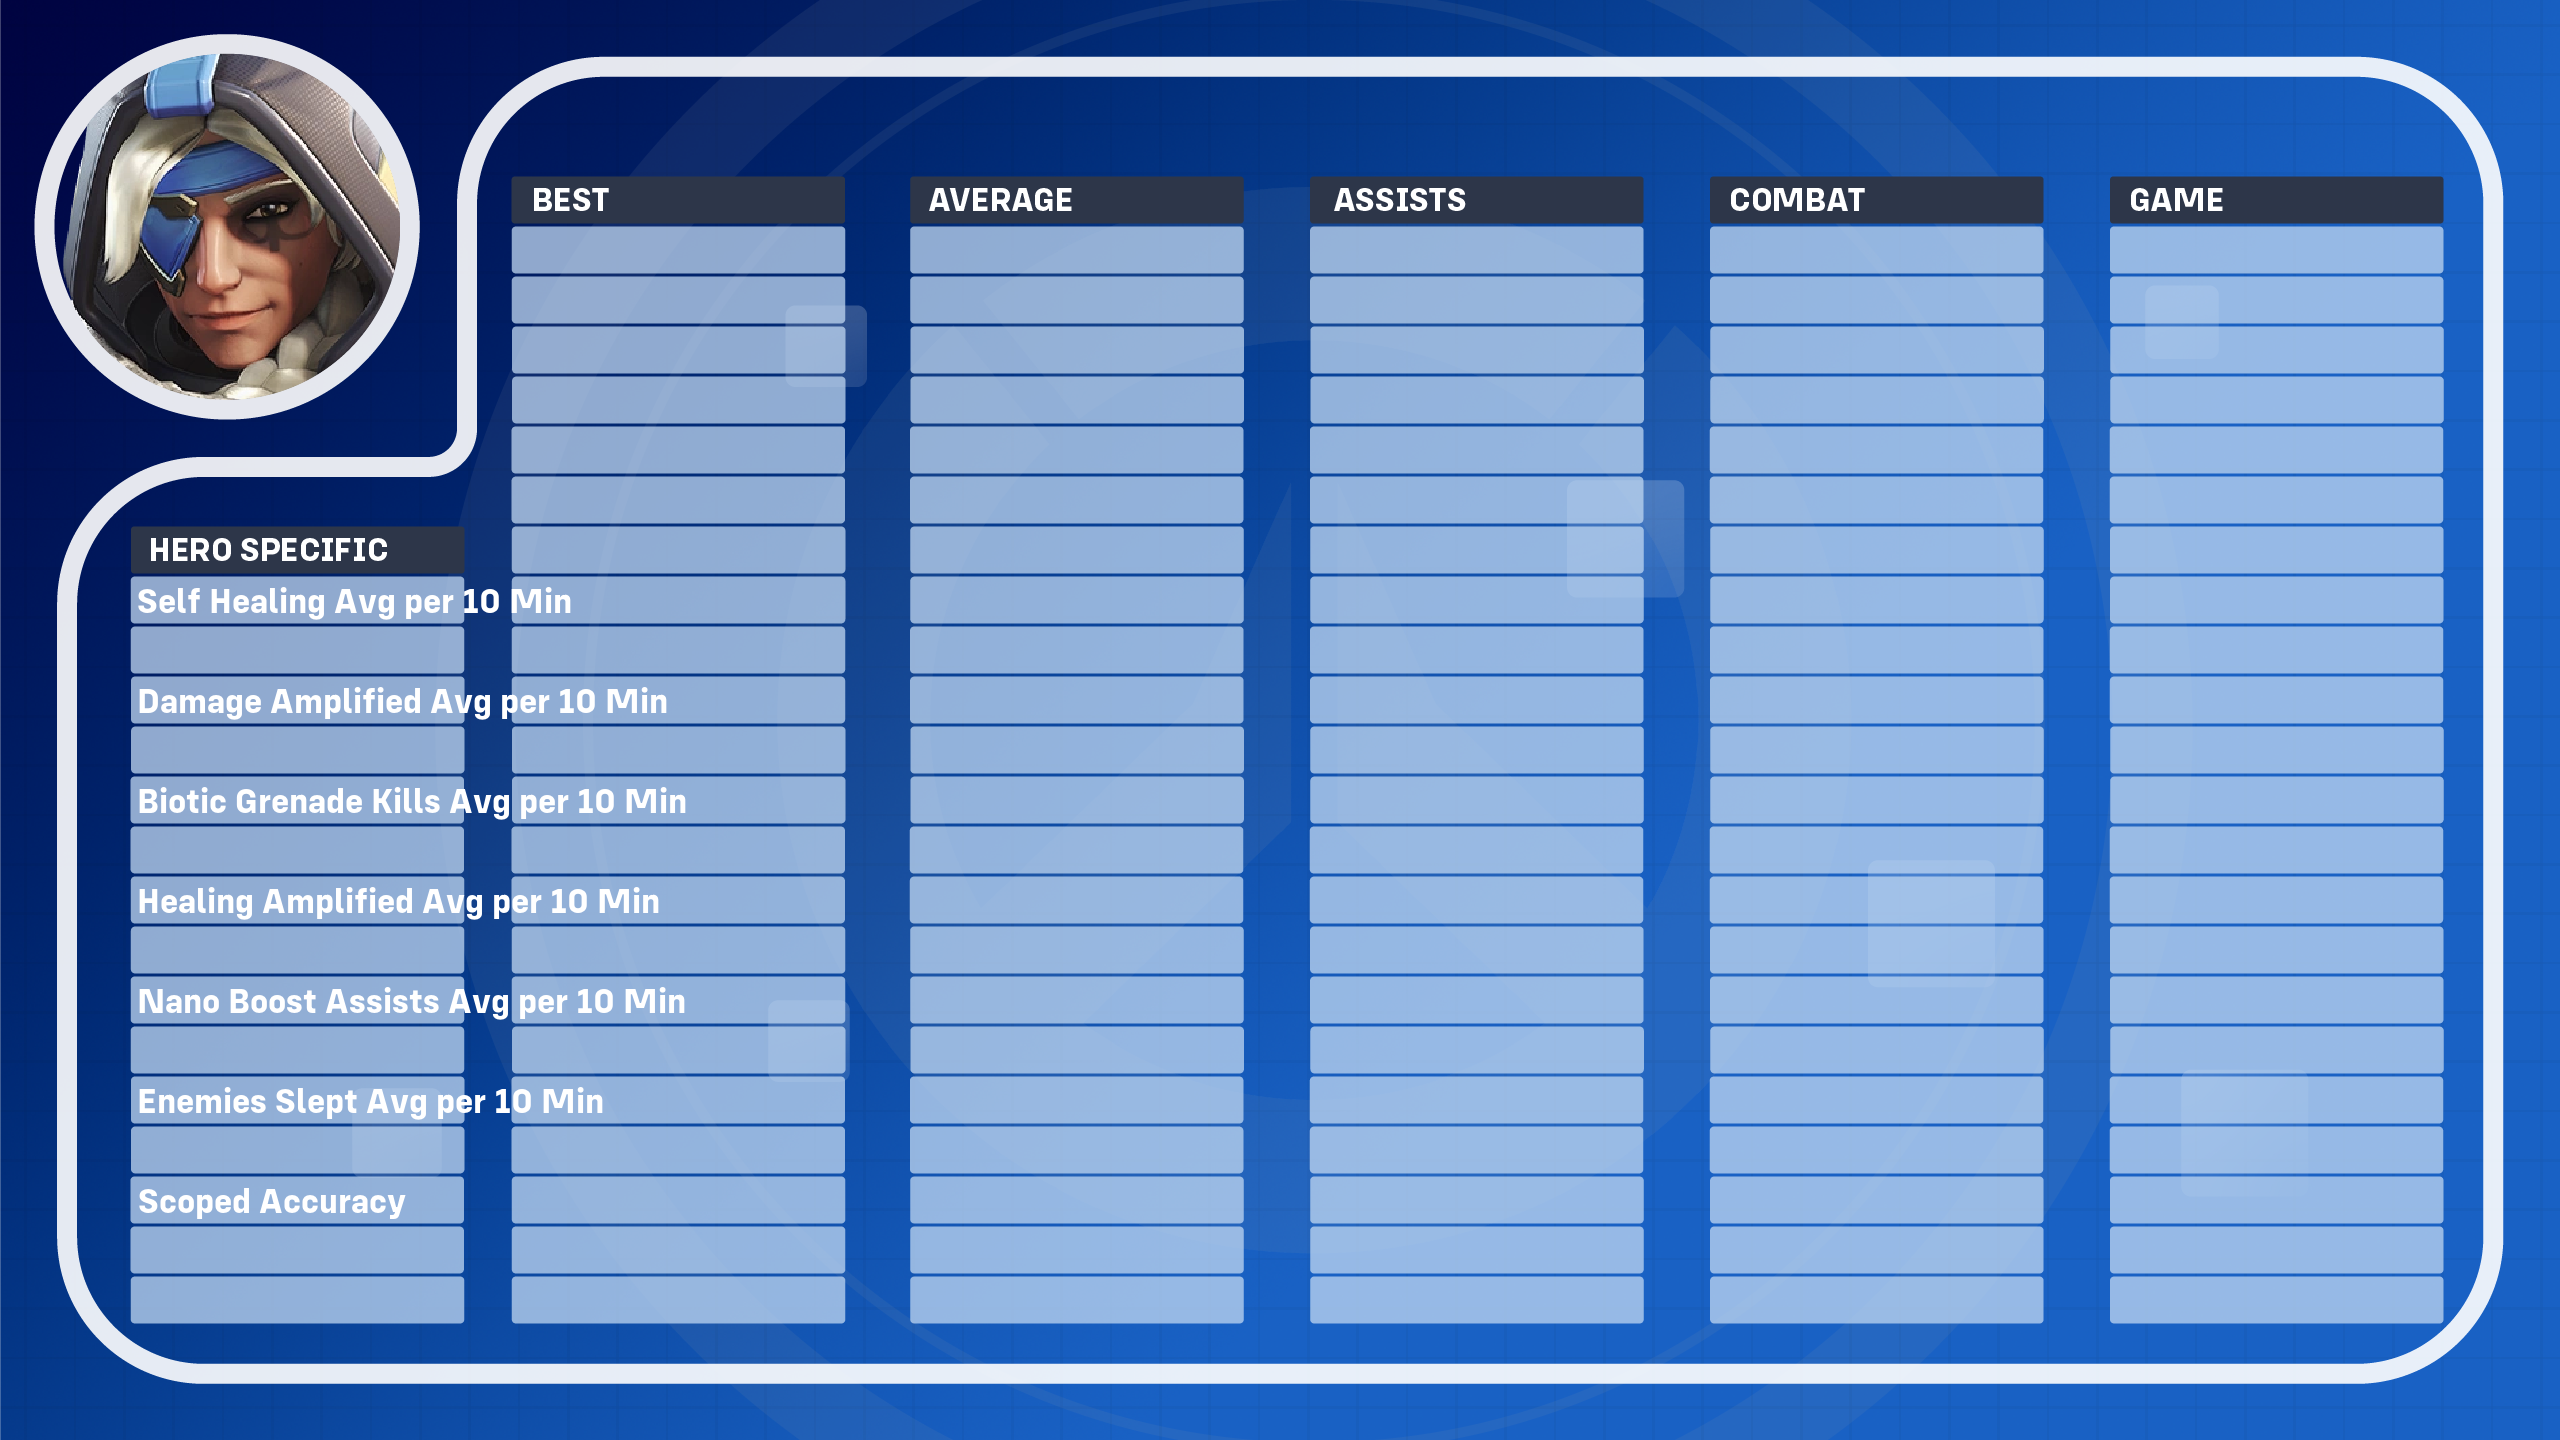 BEST
AVERAGE
ASSISTS
COMBAT
GAME
HERO SPECIFIC
Self Healing Avg per 10 Min
Damage Amplified Avg per 10 Min
Biotic Grenade Kills Avg per 10 Min
Healing Amplified Avg per 10 Min
Nano Boost Assists Avg per 10 Min
Enemies Slept Avg per 10 Min
Scoped Accuracy